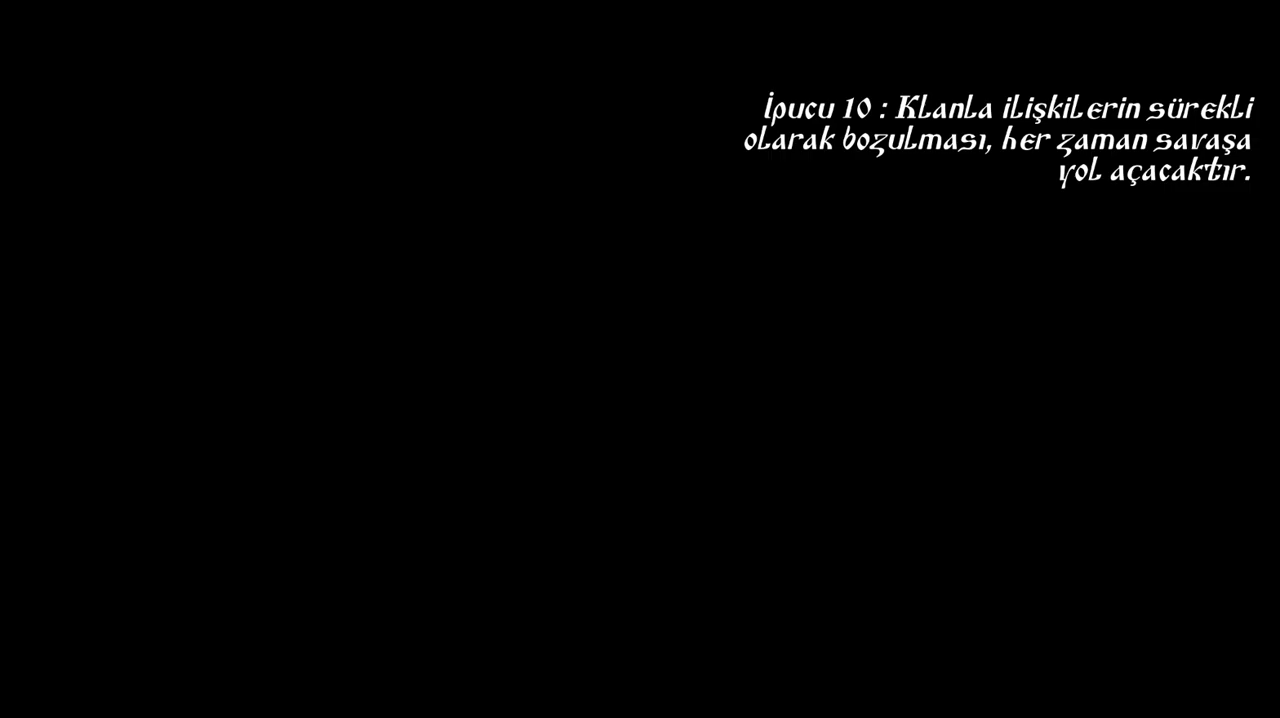 İpucu 10 : Klanla ilişkilerin sürekli
olarak bozulması, her zaman savaşa
yol açacaktır.